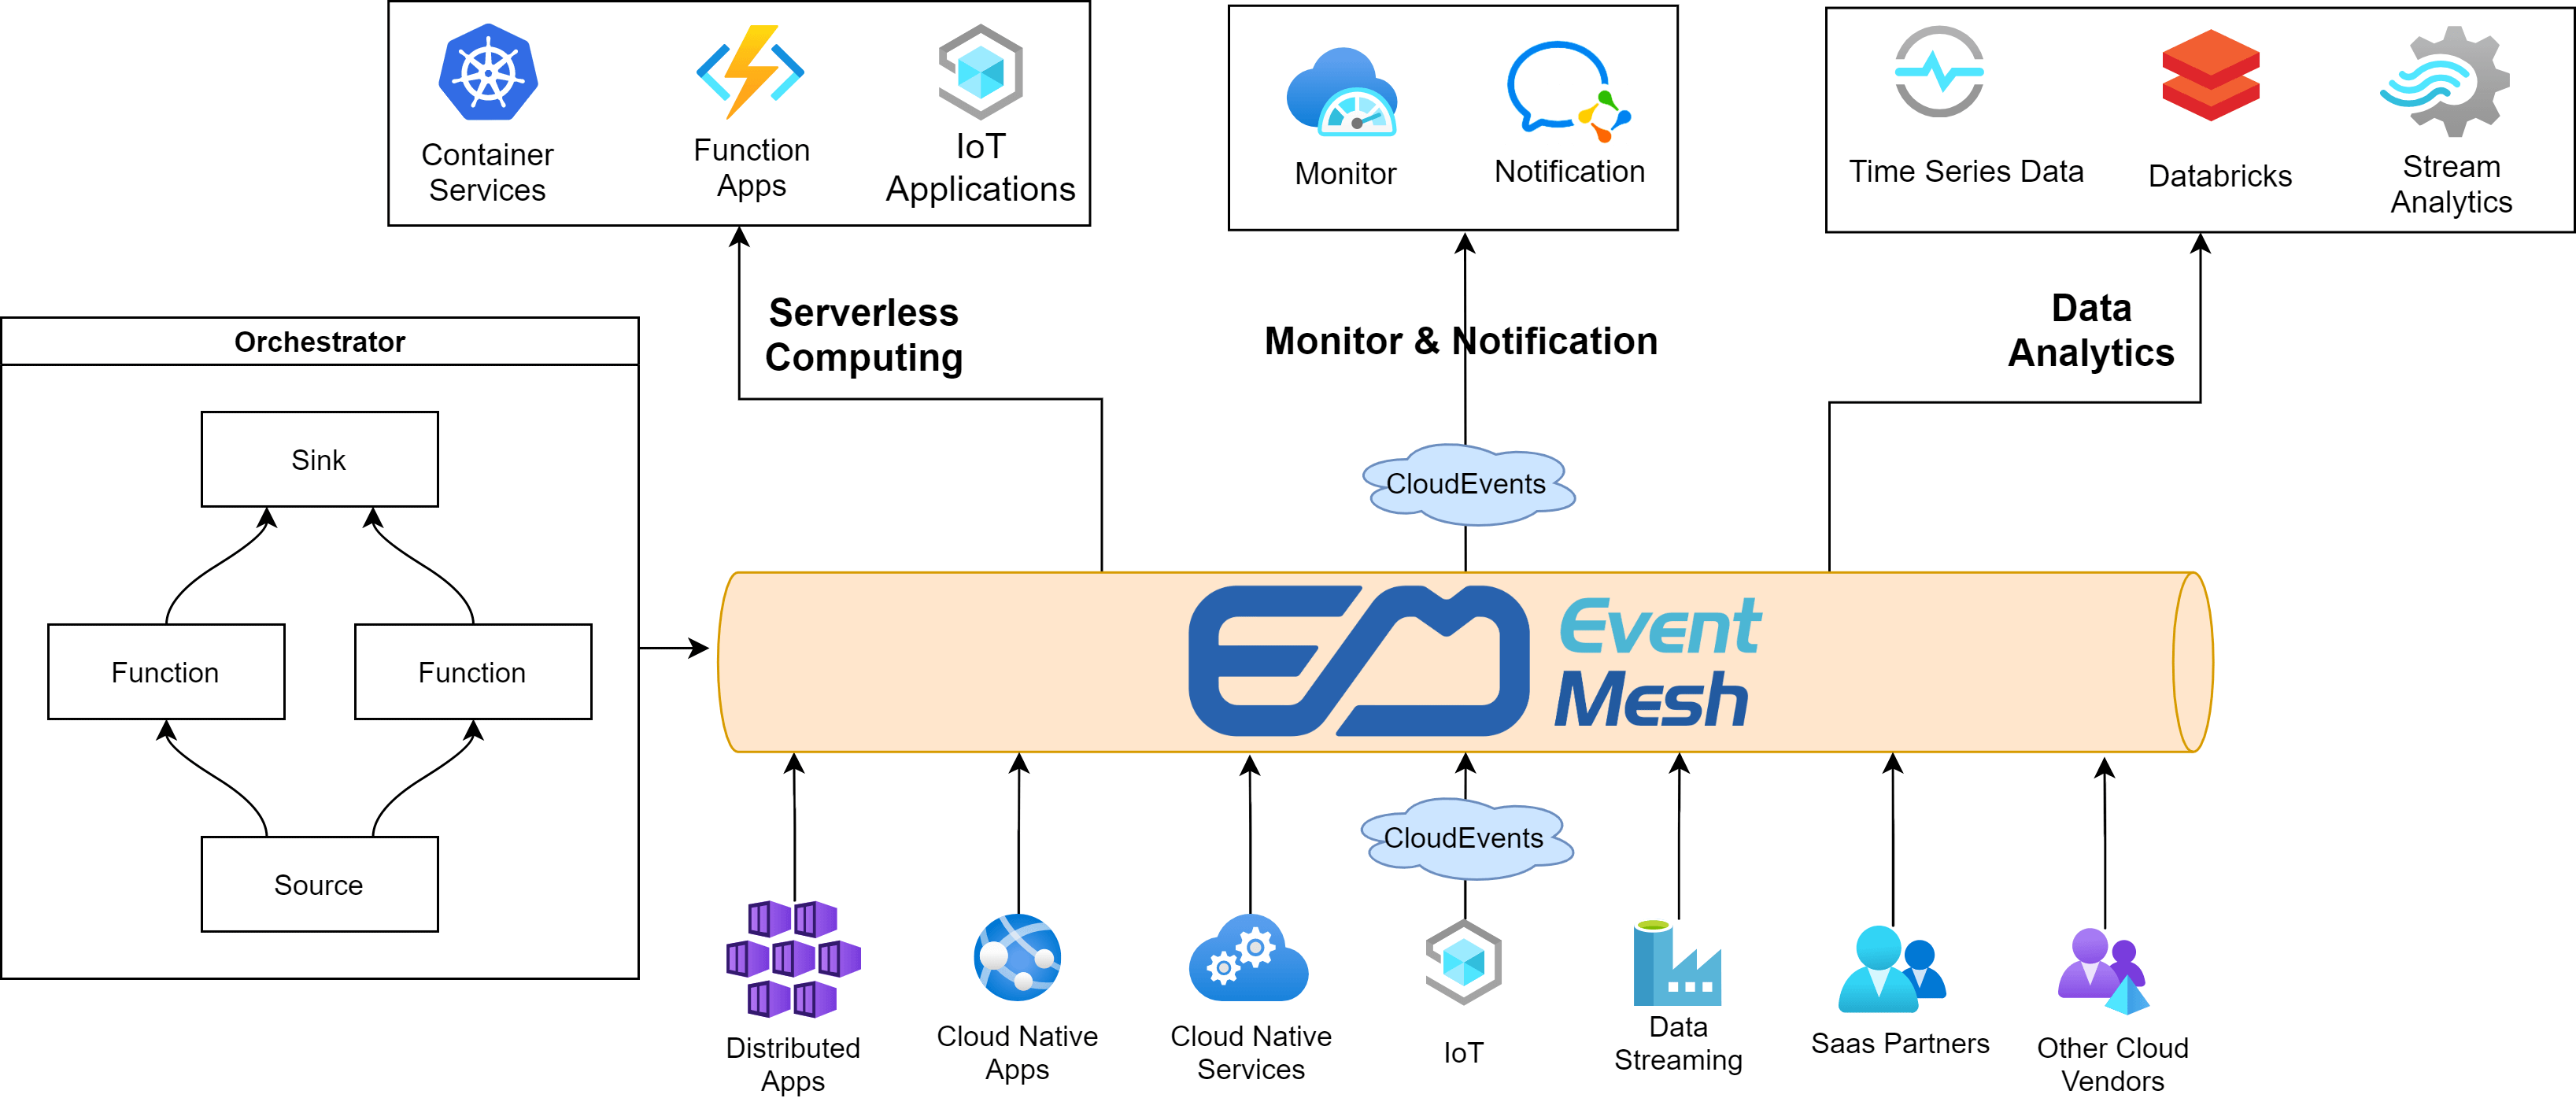 Container
Services
Function
Apps
IoT
Applications
Monitor
Notification
Time Series Data
Databricks
Stream
Analytics
Serverless
Computing
Monitor & Notification
Data
Analytics
Orchestrator
Sink
Function
Function
Source
CloudEvents
Event
Mesh
CloudEvents
Distributed
Apps
Cloud Native
Apps
Cloud Native
Services
IoT
Data
Streaming
Saas Partners
Other Cloud
Vendors